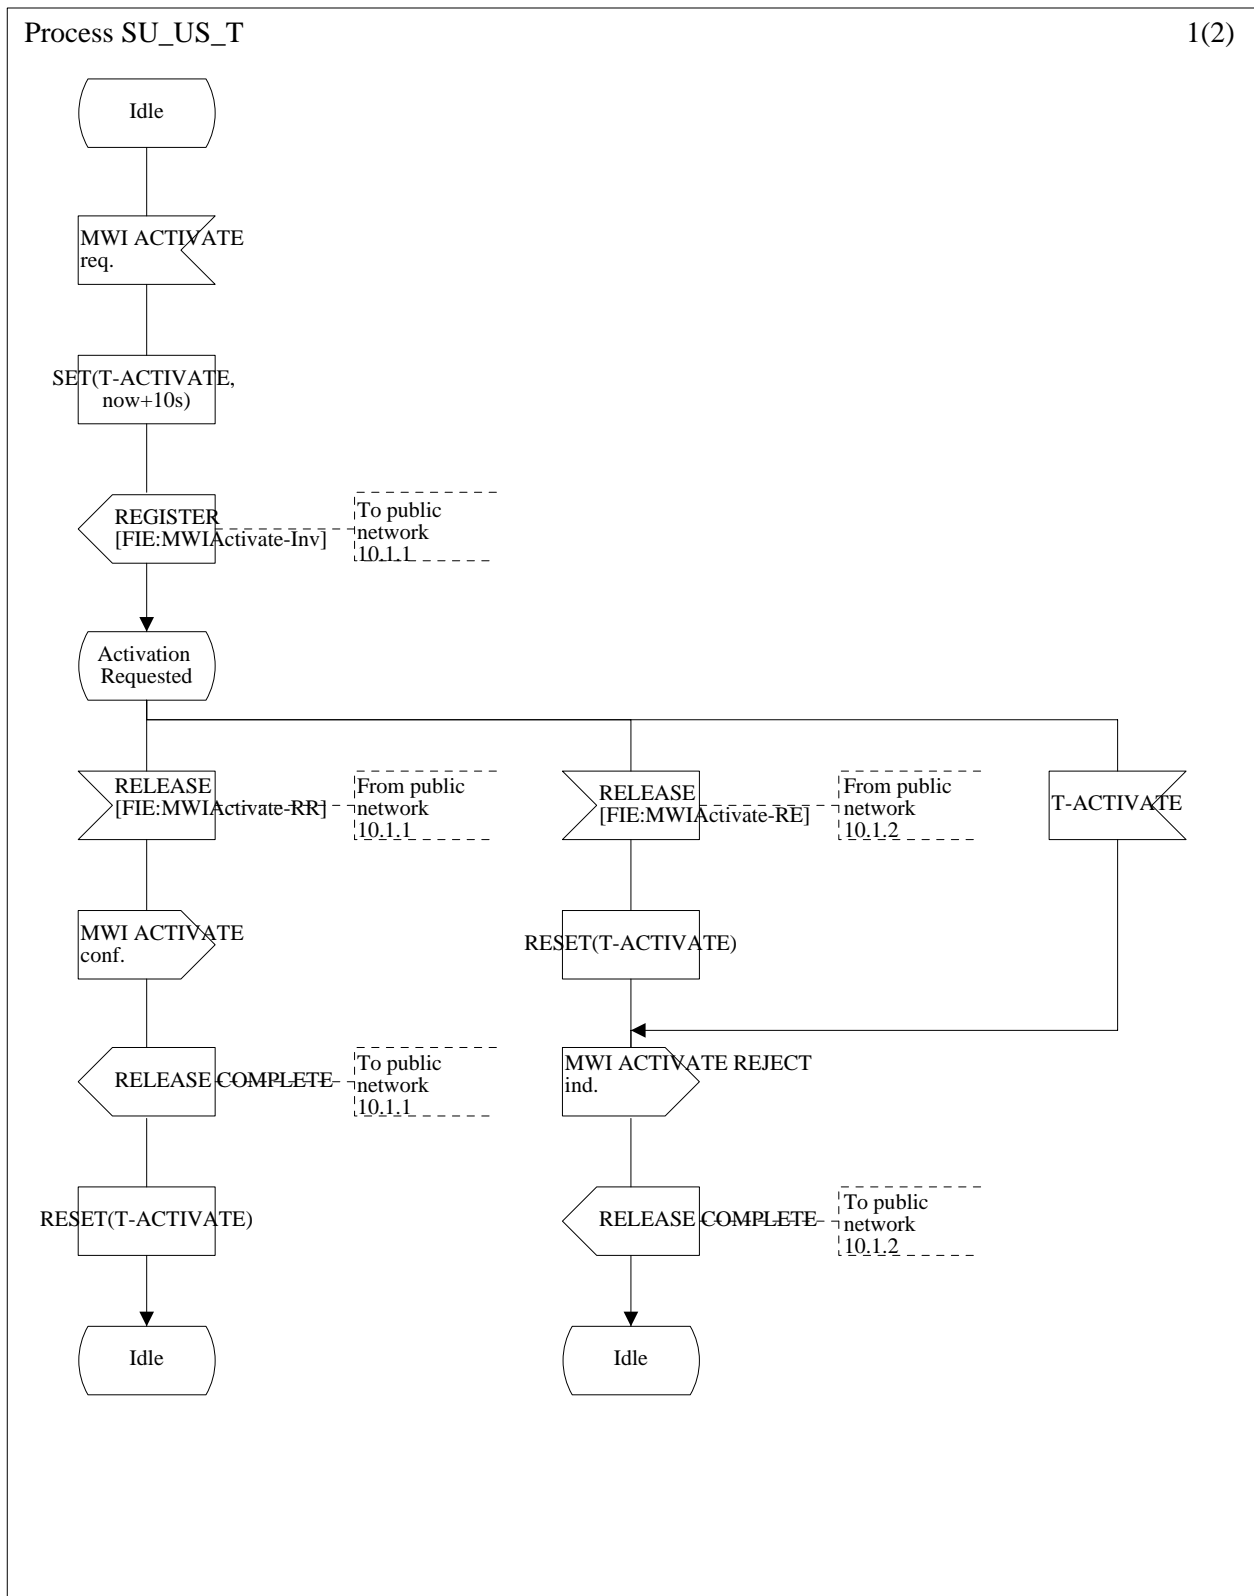 Process SU_US_T
1(2)
Idle
MWI ACTIVATE
req.
SET(T-ACTIVATE,
now+10s)
REGISTER
[FIE:MWIActivate-Inv]
To public
network
10.1.1
Activation
Requested
RELEASE
[FIE:MWIActivate-RR]
From public
network
10.1.1
RELEASE
[FIE:MWIActivate-RE]
From public
network
10.1.2
T-ACTIVATE
MWI ACTIVATE
conf.
RESET(T-ACTIVATE)
RELEASE COMPLETE
To public
network
10.1.1
MWI ACTIVATE REJECT
ind.
RESET(T-ACTIVATE)
RELEASE COMPLETE
To public
network
10.1.2
Idle
Idle